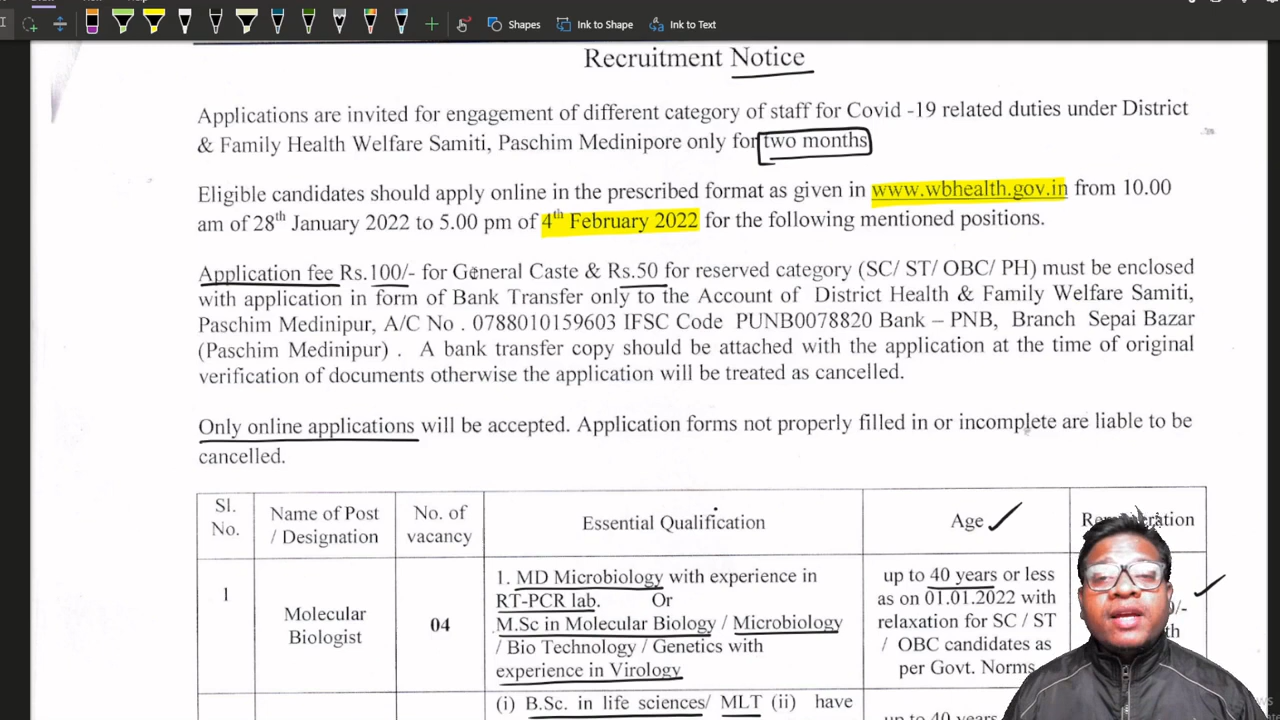 Shapes Ink to Shape Ink to Text
Recruitment Notice
Applications are invited for engagement of different category of staff for Covid -19 related duties under District
& Family Health Welfare Samiti, Paschim Medinipore only for two months
Eligible candidates should apply online in the prescribed format as given in www.wbhealth.gov.in from 10.00
am of 28th January 2022 to 5.00 pm of 4th February 2022 for the following mentioned positions.
Application fee Rs.100/- for General Caste & Rs.50 for reserved category (SC/ ST/ OBC/ PH) must be enclosed
with application in form of Bank Transfer only to the Account of District Health & Family Welfare Samiti,
Paschim Medinipur, A/C No . 0788010159603 IFSC Code PUNB0078820 Bank – PNB, Branch Sepai Bazar
(Paschim Medinipur) . A bank transfer copy should be attached with the application at the time of original
verification of documents otherwise the application will be treated as cancelled.
Only online applications will be accepted. Application forms not properly filled in or incomplete are liable to be
cancelled.
Sl.
No.
Name of Post
/ Designation
No. of
vacancy
Essential Qualification
Age
1
Molecular
Biologist
04
1. MD Microbiology with experience in
RT-PCR lab. Or
M.Sc in Molecular Biology / Microbiology
/ Bio Technology / Genetics with
experience in Virology
up to 40 years or less
as on 01.01.2022 with
relaxation for SC / ST
/ OBC candidates as
per Govt. Norms
(i) B.Sc. in life sciences/ MLT (ii) have
up to 40 years